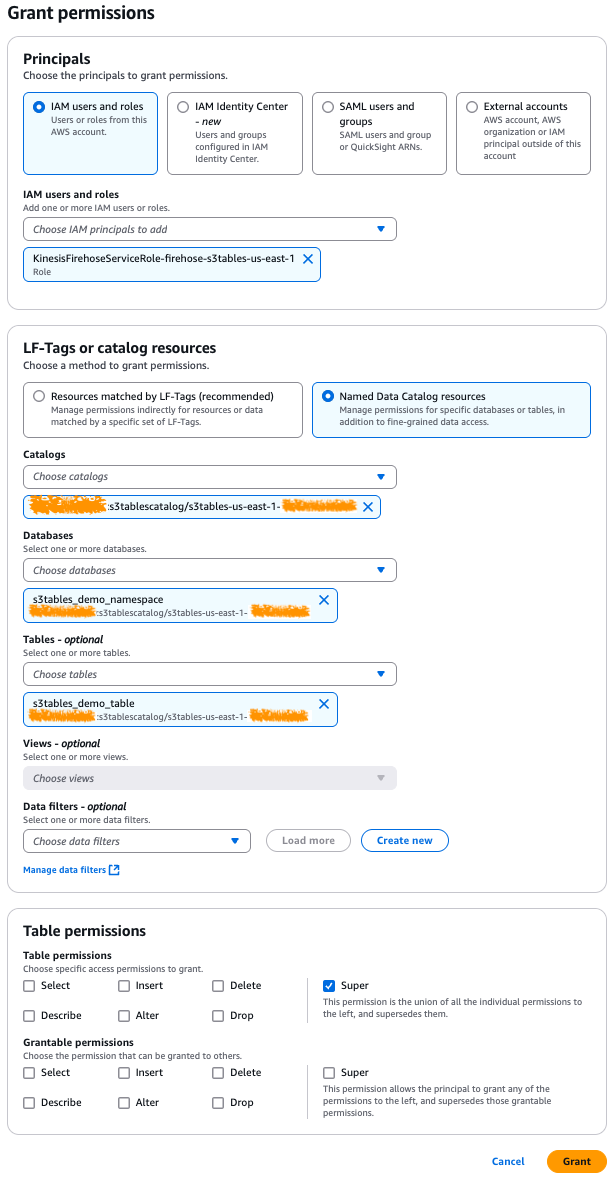 Grant permissions
Principals
Choose the principals to grant permissions.
IAM users and roles
Users or roles from this
AWS account.
IAM Identity Center
- new
Users and groups
configured in IAM
Identity Center.
SAML users and
groups
SAML users and group
or QuickSight ARNs.
External accounts
AWS account, AWS
organization or IAM
principal outside of this
account
IAM users and roles
Add one or more IAM users or roles.
Choose IAM principals to add
KinesisFirehoseServiceRole-firehose-s3tables-us-east-1
Role
LF-Tags or catalog resources
Choose a method to grant permissions.
Resources matched by LF-Tags (recommended)
Manage permissions indirectly for resources or data
matched by a specific set of LF-Tags.
Named Data Catalog resources
Manage permissions for specific databases or tables, in
addition to fine-grained data access.
Catalogs
Choose catalogs
:s3tablescatalog/s3tables-us-east-1-
Databases
Select one or more databases.
Choose databases
s3tables_demo_namespace
:s3tablescatalog/s3tables-us-east-1-
Tables - optional
Select one or more tables.
Choose tables
s3tables_demo_table
:s3tablescatalog/s3tables-us-east-1-
Views - optional
Select one or more views.
Choose views
Data filters - optional
Select one or more data filters.
Choose data filters
Load more
Create new
Manage data filters
Table permissions
Table permissions
Choose specific access permissions to grant.
Select
Insert
Delete
Describe
Alter
Drop
Super
This permission is the union of all the individual permissions to
the left, and supersedes them.
Grantable permissions
Choose the permission that can be granted to others.
Select
Insert
Delete
Describe
Alter
Drop
Super
This permission allows the principal to grant any of the
permissions to the left, and supersedes those grantable
permissions.
Cancel
Grant